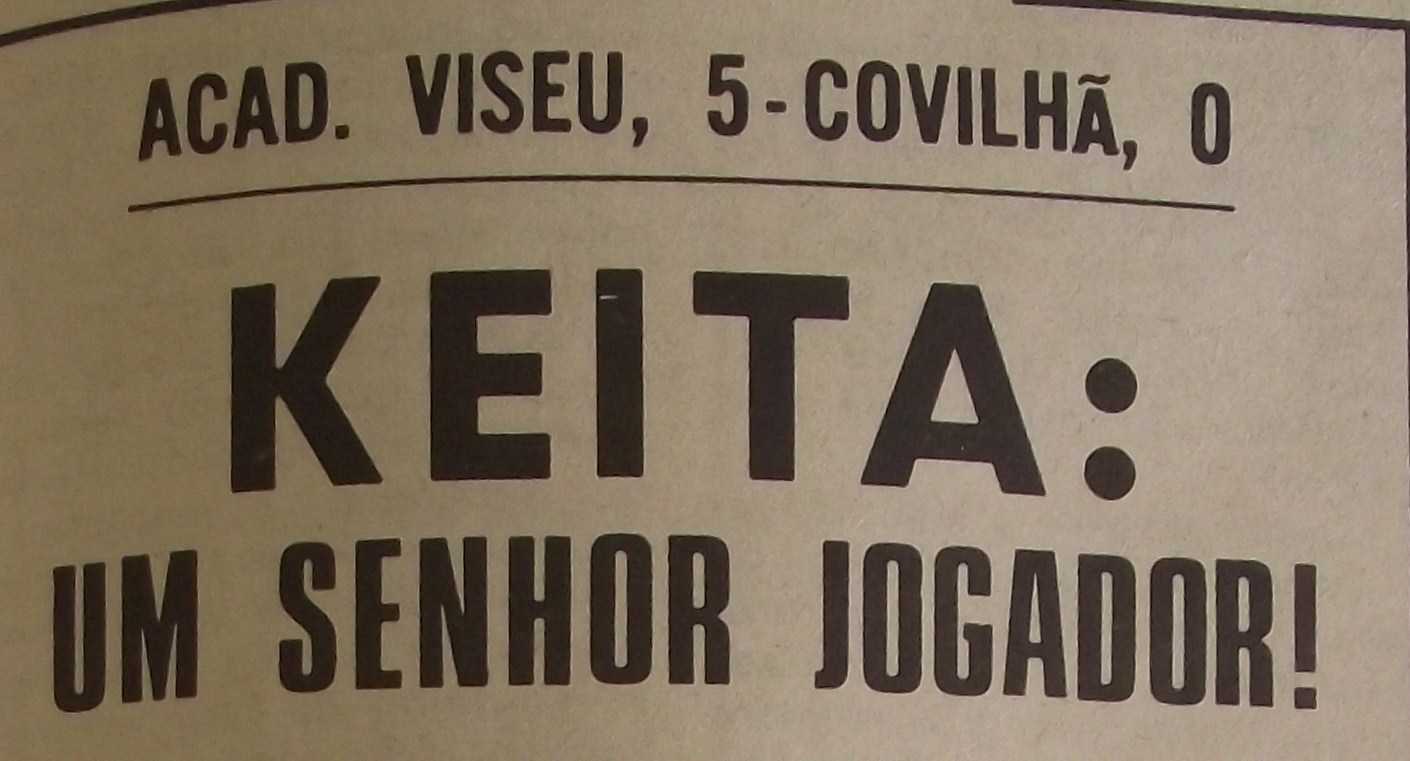 ACAD. VISEU, 5-COVILHÃ, 0
KEITA:
UM SENHOR JOGADOR!